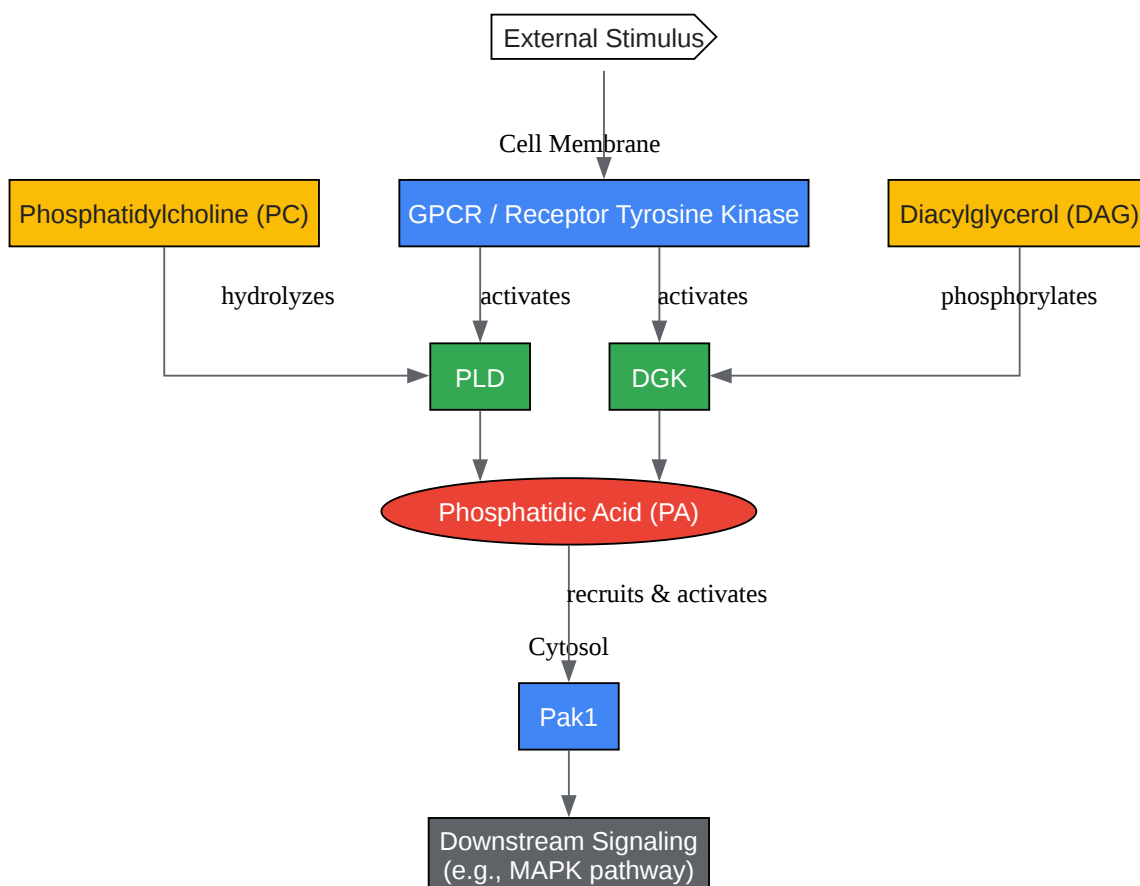 External Stimulus
Cell Membrane
Phosphatidylcholine (PC)
GPCR / Receptor Tyrosine Kinase
Diacylglycerol (DAG)
hydrolyzes
activates
activates
phosphorylates
PLD
DGK
Phosphatidic Acid (PA)
recruits & activates
Cytosol
Pak1
Downstream Signaling
(e.g., MAPK pathway)